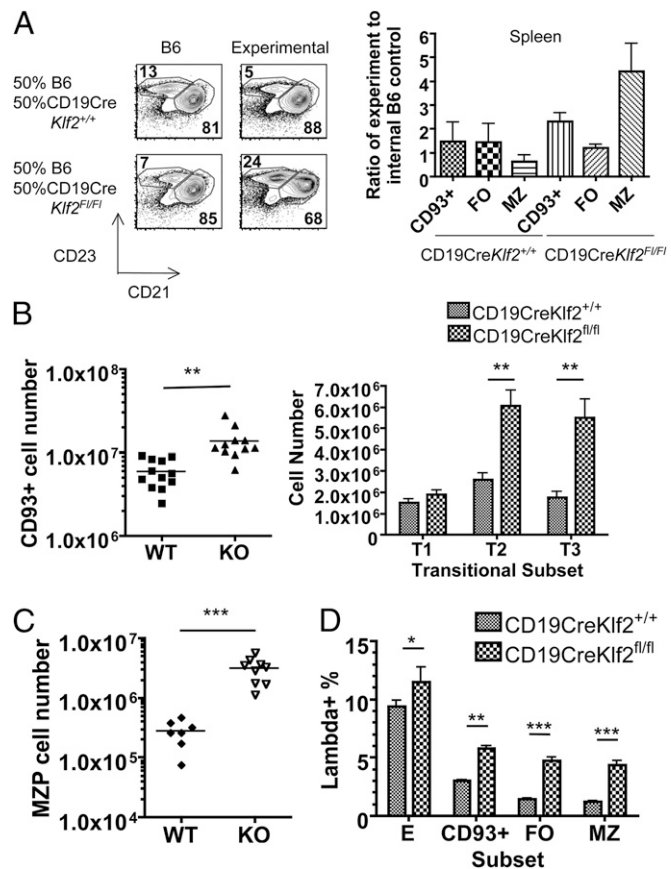 A
B6
Experimental
50% B6
50%CD19Cre
Klf2+/+
13
81
5
88
50% B6
50%CD19Cre
Klf2Fl/Fl
7
85
24
68
CD23
CD21
Spleen
Ratio of experiment to
internal B6 control
6
5
4
3
2
1
0
CD93+
FO
MZ
CD93+
FO
MZ
CD19CreKlf2+/+
CD19CreKlf2Fl/Fl
B
CD93+ cell number
1.0x10^8
1.0x10^7
1.0x10^6
**
WT
KO
CD19CreKlf2+/+
CD19CreKlf2fl/fl
Cell Number
7.0x10^6
6.0x10^6
5.0x10^6
4.0x10^6
3.0x10^6
2.0x10^6
1.0x10^6
0
**
**
T1
T2
T3
Transitional Subset
C
MZP cell number
1.0x10^7
1.0x10^6
1.0x10^5
1.0x10^4
***
WT
KO
D
CD19CreKlf2+/+
CD19CreKlf2fl/fl
Lambda+ %
15
10
5
0
*
**
***
***
E
CD93+
FO
MZ
Subset